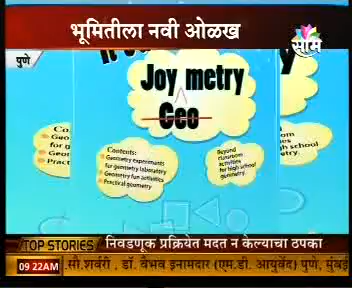 भूमितीला नवी ओळख
साम
पुणे
Joy metry
Geo
Contents:
Geometry experiments
for geometry laboratory
Geometry fun activities
Practical geometry
Beyond
classroom
activities
for high school
geometry.
TOP STORIES
निवडणूक प्रक्रियेत मदत न केल्याचा ठपका
09 22AM
.सौ.शर्वरी , डॉ. वैभव इनामदार (एम.डी. आयुर्वेद) पुणे, मुंबई